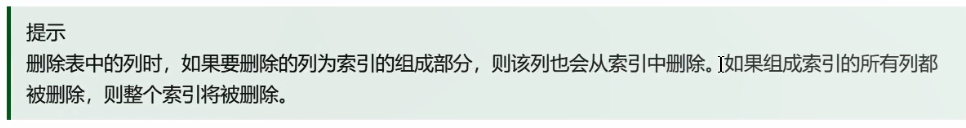 提示
删除表中的列时，如果要删除的列为索引的组成部分，则该列也会从索引中删除。如果组成索引的所有列都
被删除，则整个索引将被删除。